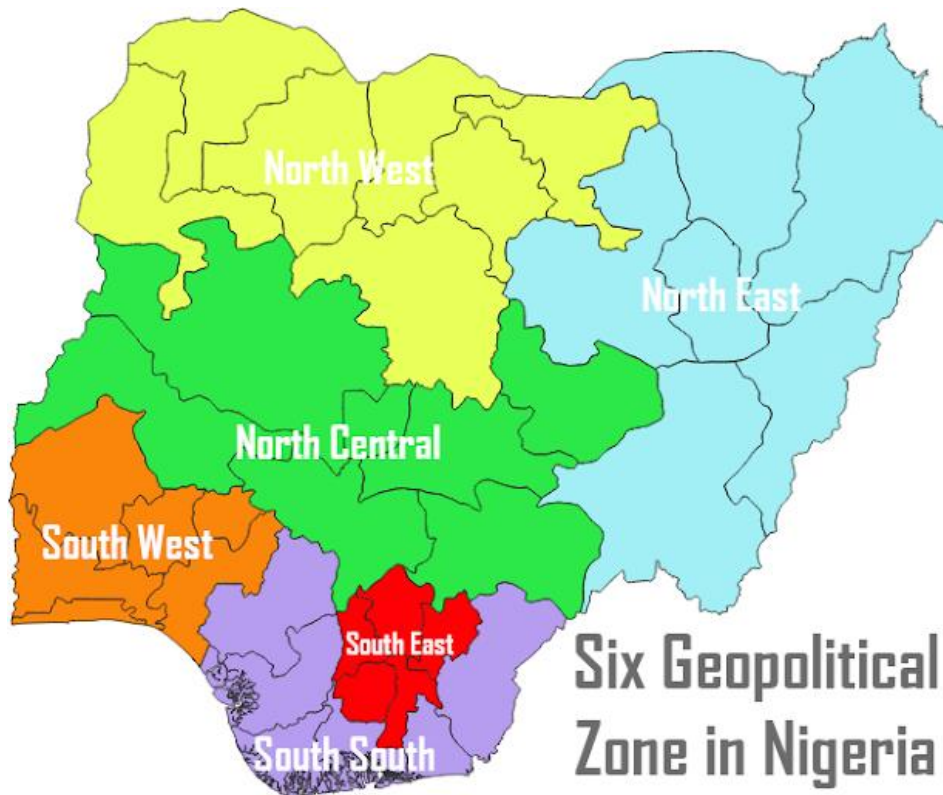 North West
North East
North Central
South West
South East
South South
Six Geopolitical
Zone in Nigeria